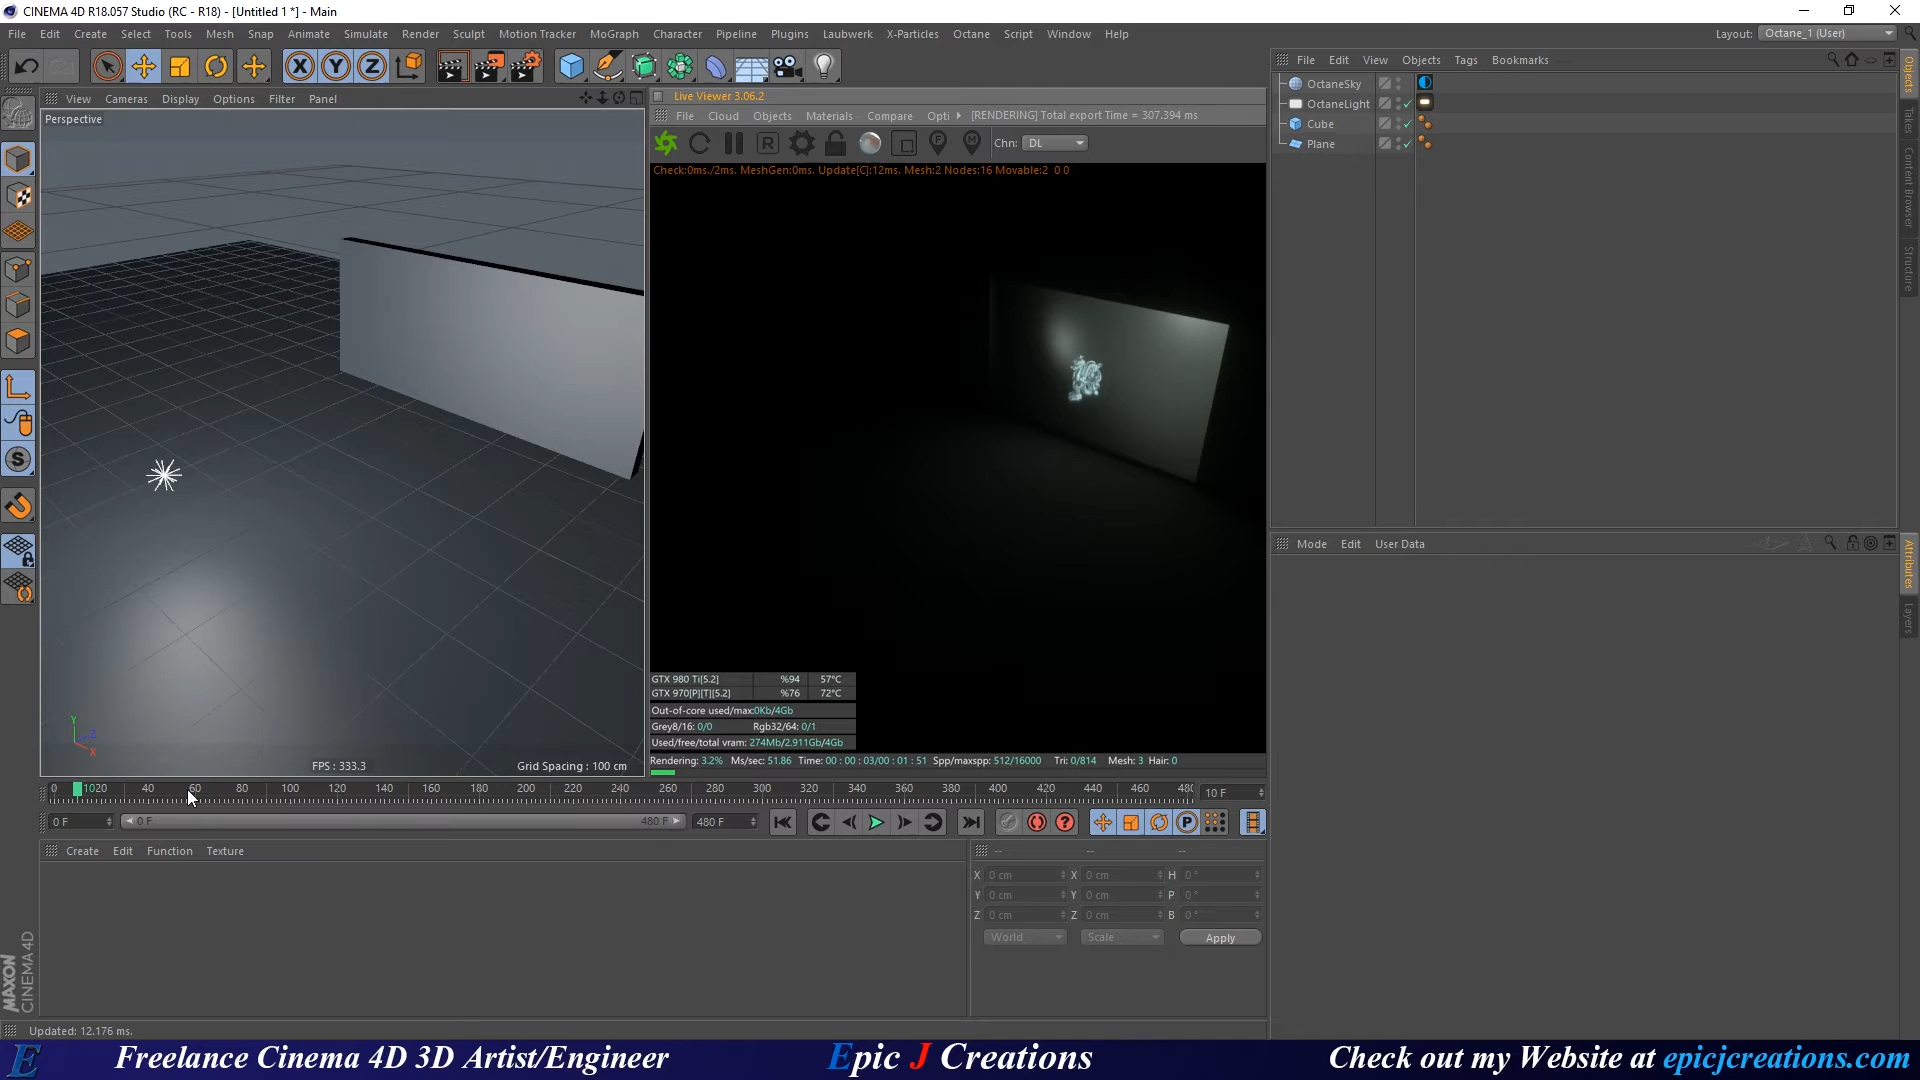 CINEMA 4D R18.057 Studio (RC - R18) - [Untitled 1 *] - Main
File Edit Create Select Tools Mesh Snap Animate Simulate Render Sculpt Motion Tracker MoGraph Character Pipeline Plugins Laubwerk X-Particles Octane Script Window Help
Layout: Octane_1 (User)
X Y Z
File Edit View Objects Tags Bookmarks
View Cameras Display Options Filter Panel
Live Viewer 3.06.2
Perspective
File Cloud Objects Materials Compare Opti [RENDERING] Total export Time = 307.394 ms
R F M Chn: DL
Check:0ms./2ms. MeshGen:0ms. Update[C]:12ms. Mesh:2 Nodes:16 Movable:2 0 0
OctaneSky
OctaneLight
Cube
Plane
Objects
Takes
Content Browser
Structure
Mode Edit User Data
Attributes
Layers
S
GTX 980 Ti[5.2] %94 57°C
GTX 970[P][T][5.2] %76 72°C
Out-of-core used/max:0Kb/4Gb
Grey8/16: 0/0 Rgb32/64: 0/1
Used/free/total vram: 274Mb/2.911Gb/4Gb
Rendering: 3.2% Ms/sec: 51.86 Time: 00 : 00 : 03/00 : 01 : 51 Spp/maxspp: 512/16000 Tri: 0/814 Mesh: 3 Hair: 0
Y
Z
X
FPS : 333.3
Grid Spacing : 100 cm
0 1020 40 60 80 100 120 140 160 180 200 220 240 260 280 300 320 340 360 380 400 420 440 460 480 10 F
0 F 0 F 480 F 480 F P
Create Edit Function Texture
-- -- --
X 0 cm X 0 cm H 0 °
Y 0 cm Y 0 cm P 0 °
Z 0 cm Z 0 cm B 0 °
World Scale Apply
MAXON
CINEMA 4D
Updated: 12.176 ms.
E Freelance Cinema 4D 3D Artist/Engineer Epic J Creations Check out my Website at epicjcreations.com